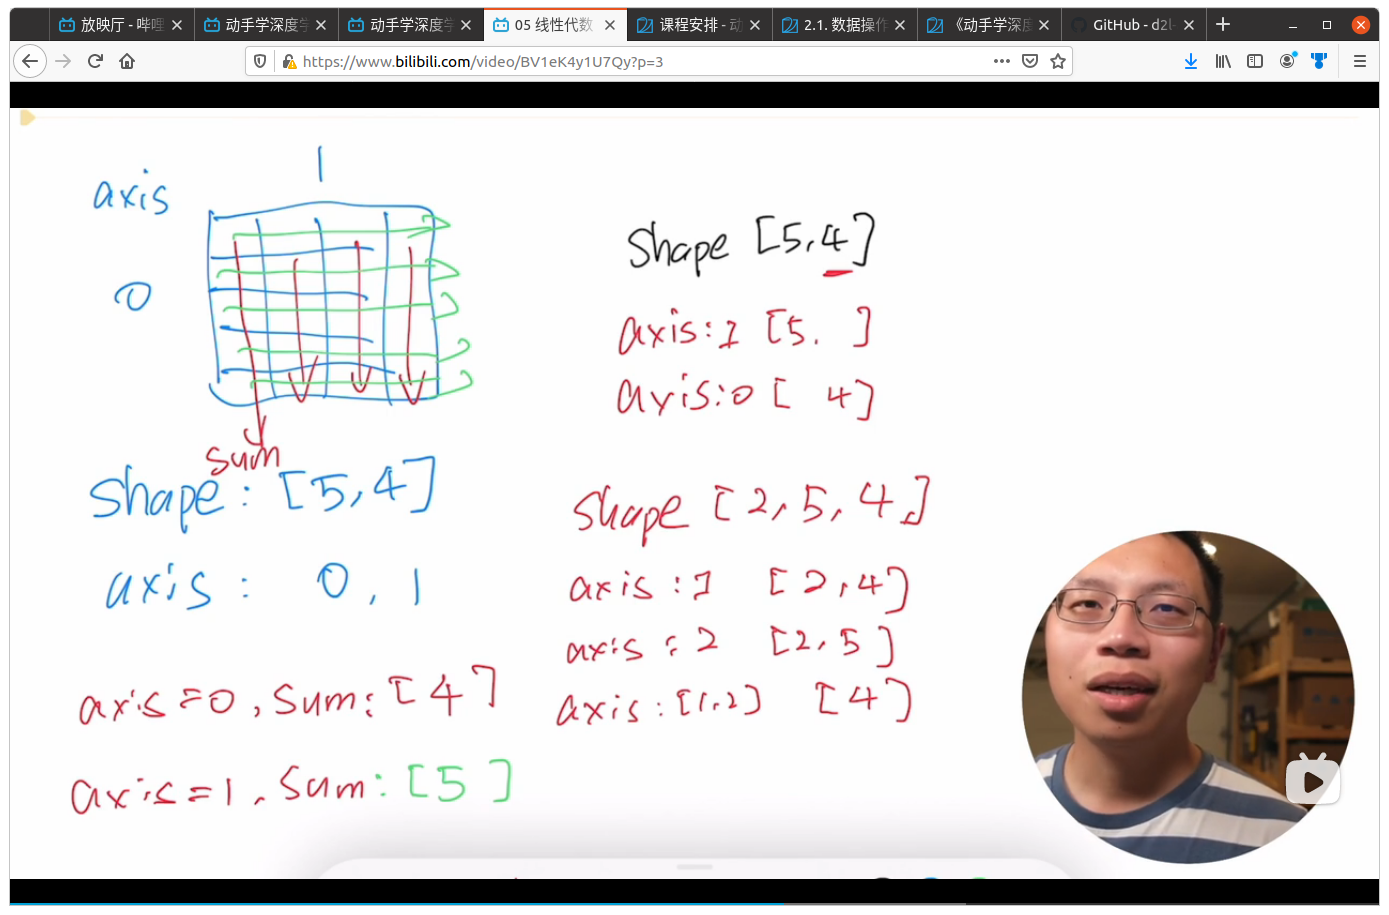 放映厅 - 哔哩
动手学深度学
动手学深度学
05 线性代数
课程安排 - 动
2.1. 数据操作
《动手学深度
GitHub - d2l-
https://www.bilibili.com/video/BV1eK4y1U7Qy?p=3
1
axis
0
sum
shape : [5,4]
axis : 0 , 1
axis=0 , sum: [4]
axis=1 . sum: [5 ]
shape [5,4]
axis:1 [5. ]
axis:0 [ 4]
shape [2,5,4]
axis :1 [2,4]
axis : 2 [2,5]
axis :[1,2] [4]